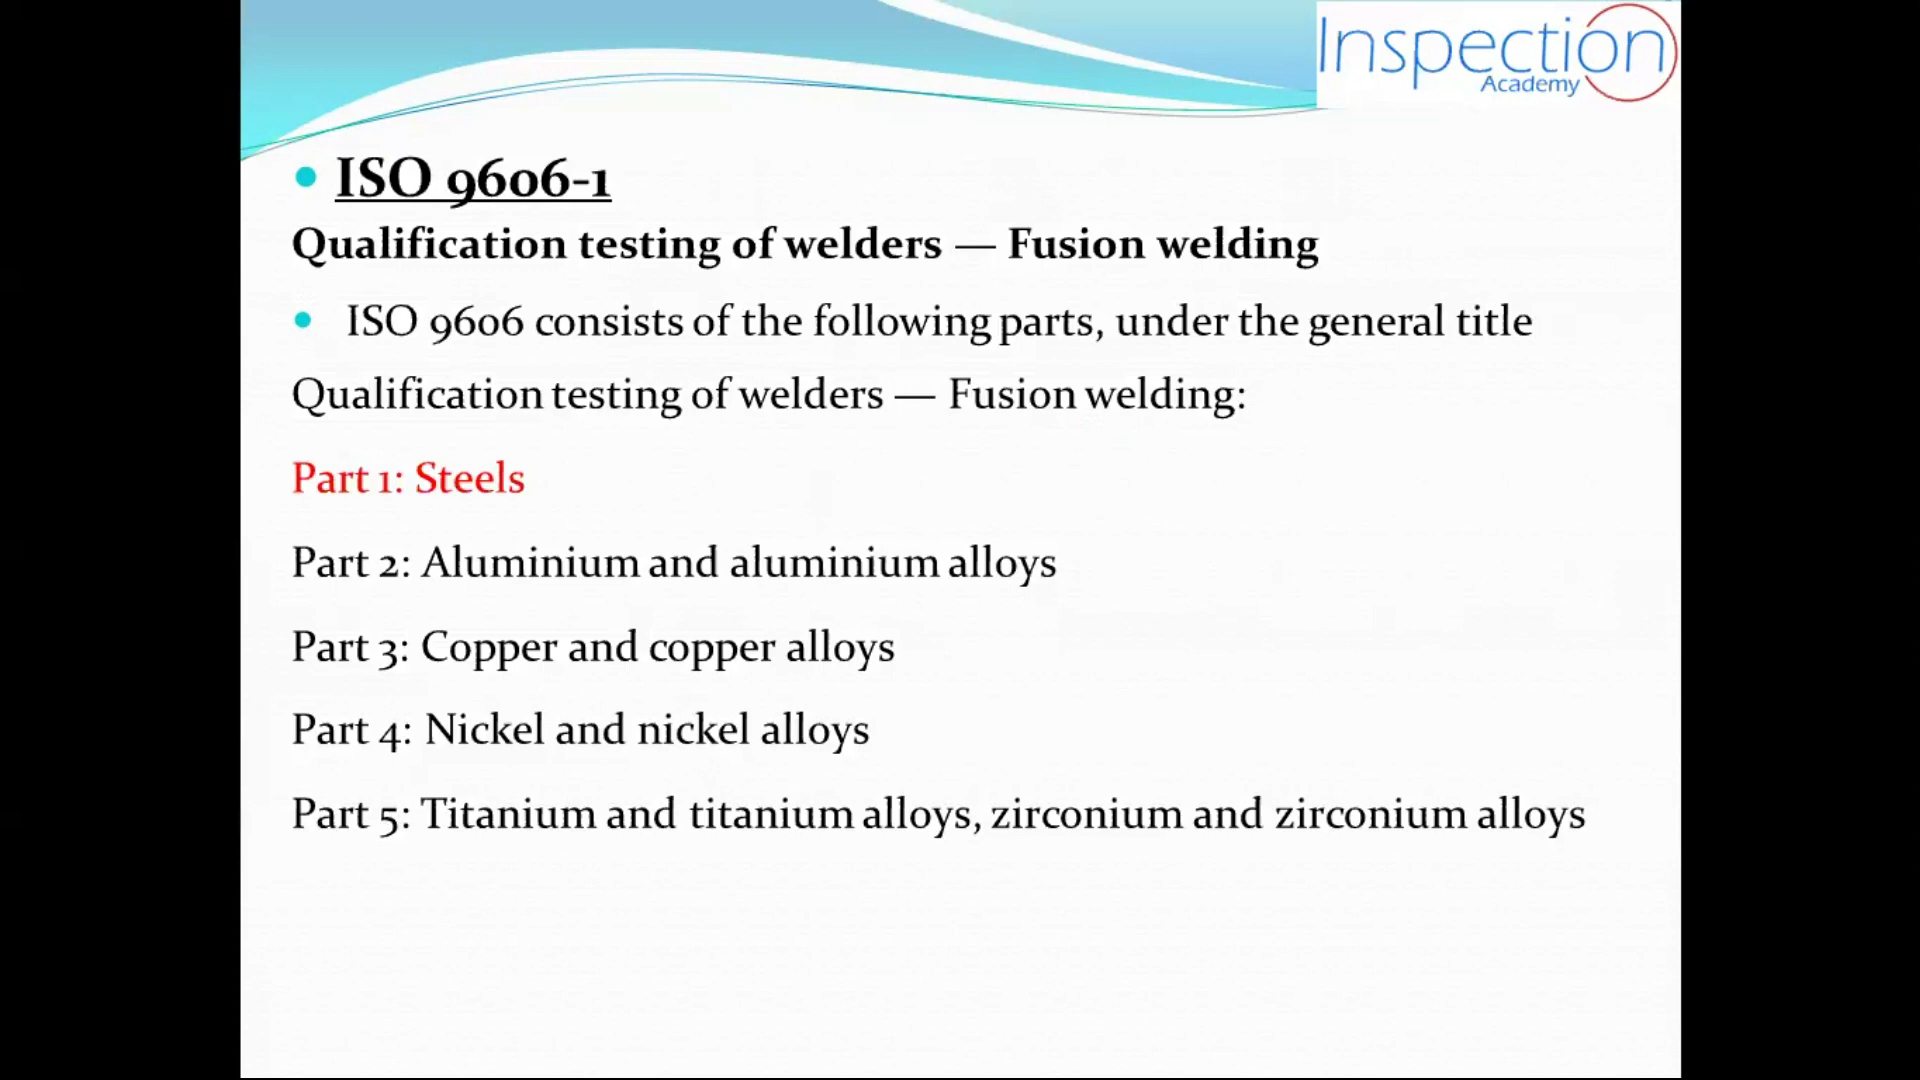 Inspection
Academy
• ISO 9606-1
Qualification testing of welders — Fusion welding
• ISO 9606 consists of the following parts, under the general title
Qualification testing of welders — Fusion welding:
Part 1: Steels
Part 2: Aluminium and aluminium alloys
Part 3: Copper and copper alloys
Part 4: Nickel and nickel alloys
Part 5: Titanium and titanium alloys, zirconium and zirconium alloys